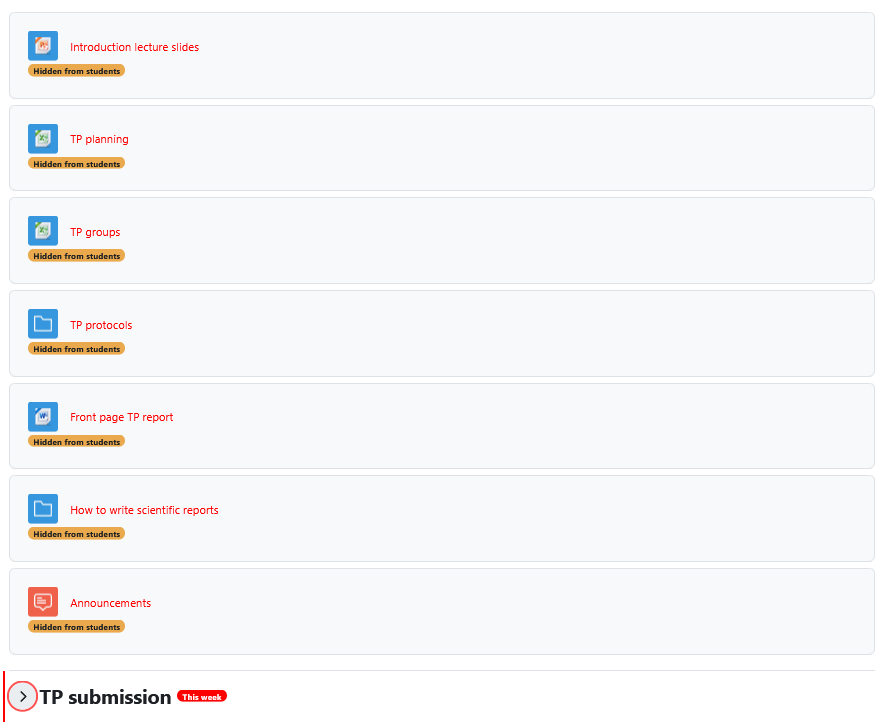 Introduction lecture slides
Hidden from students
TP planning
Hidden from students
TP groups
Hidden from students
TP protocols
Hidden from students
Front page TP report
Hidden from students
How to write scientific reports
Hidden from students
Announcements
Hidden from students
TP submission This week